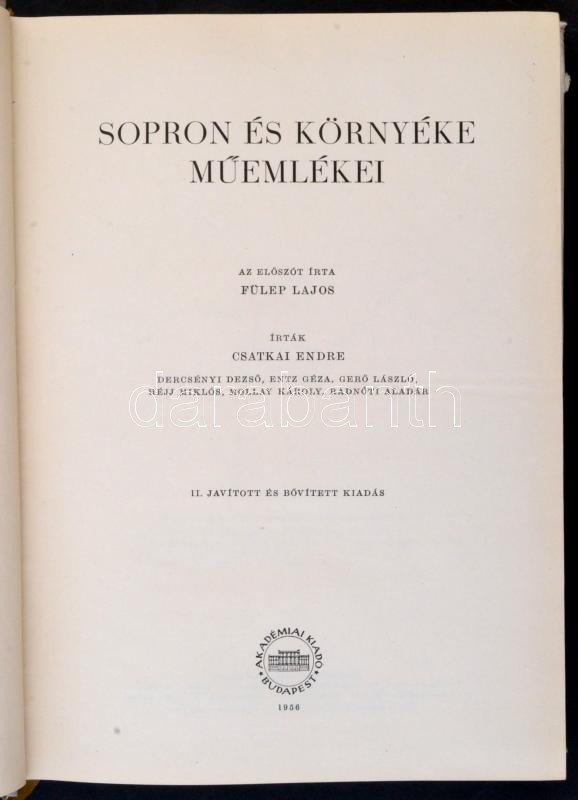 SOPRON ÉS KÖRNYÉKE
MŰEMLÉKEI
AZ ELŐSZÓT ÍRTA
FÜLEP LAJOS
ÍRTÁK
CSATKAI ENDRE
DERCSÉNYI DEZSŐ, ENTZ GÉZA, GERŐ LÁSZLÓ,
HÉJJ MIKLÓS, MOLLAY KÁROLY, RADNÓTI ALADÁR
darabanth
II. JAVÍTOTT ÉS BŐVÍTETT KIADÁS
AKADÉMIAI KIADÓ
BUDAPEST
1956